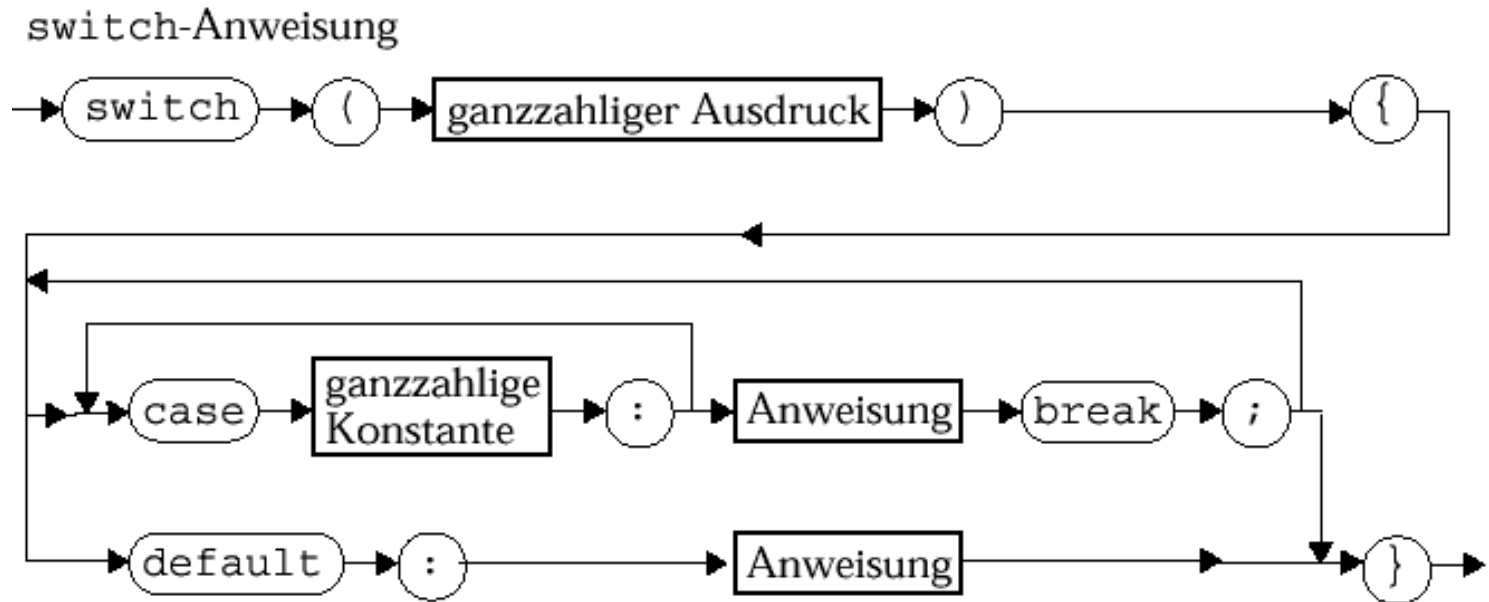 switch-Anweisung
switch ( ganzzahliger Ausdruck ) {
case ganzzahlige Konstante : Anweisung break ;
default : Anweisung }